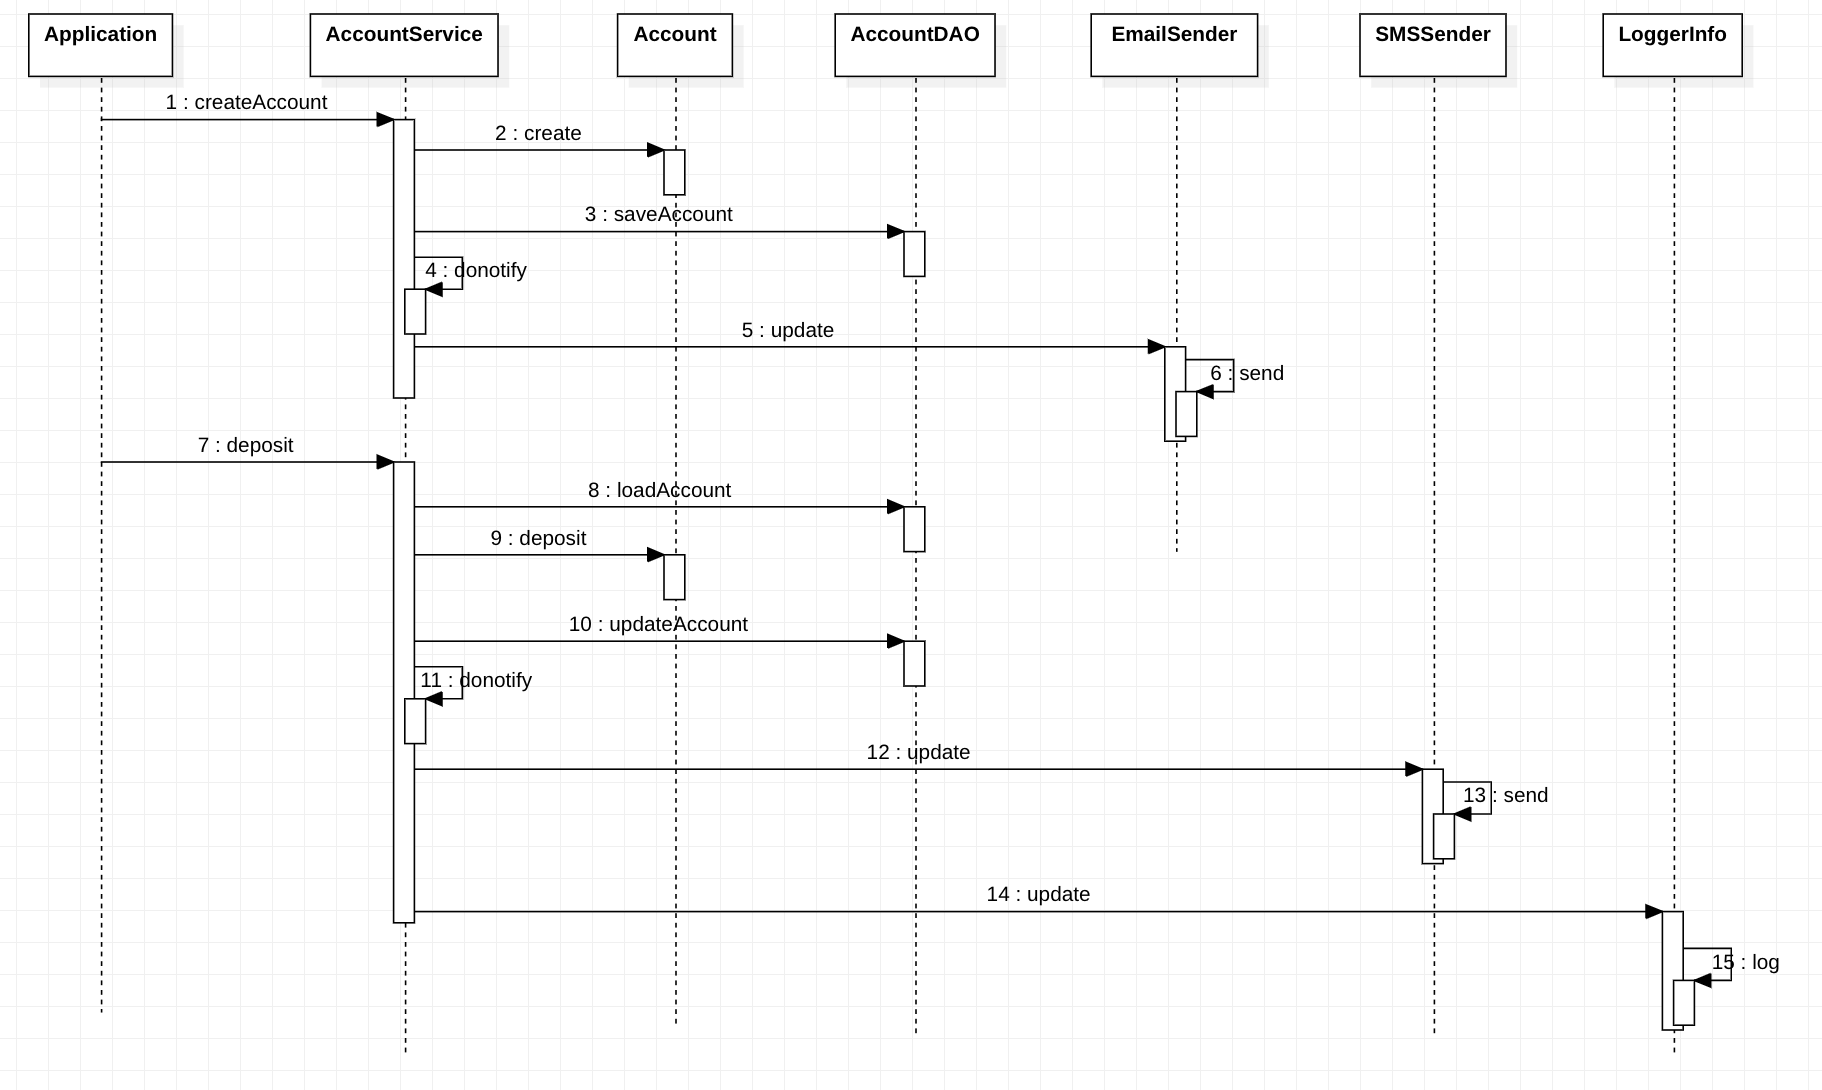 Application
AccountService
Account
AccountDAO
EmailSender
SMSSender
LoggerInfo
1 : createAccount
2 : create
3 : saveAccount
4 : donotify
5 : update
6 : send
7 : deposit
8 : loadAccount
9 : deposit
10 : updateAccount
11 : donotify
12 : update
13 : send
14 : update
15 : log